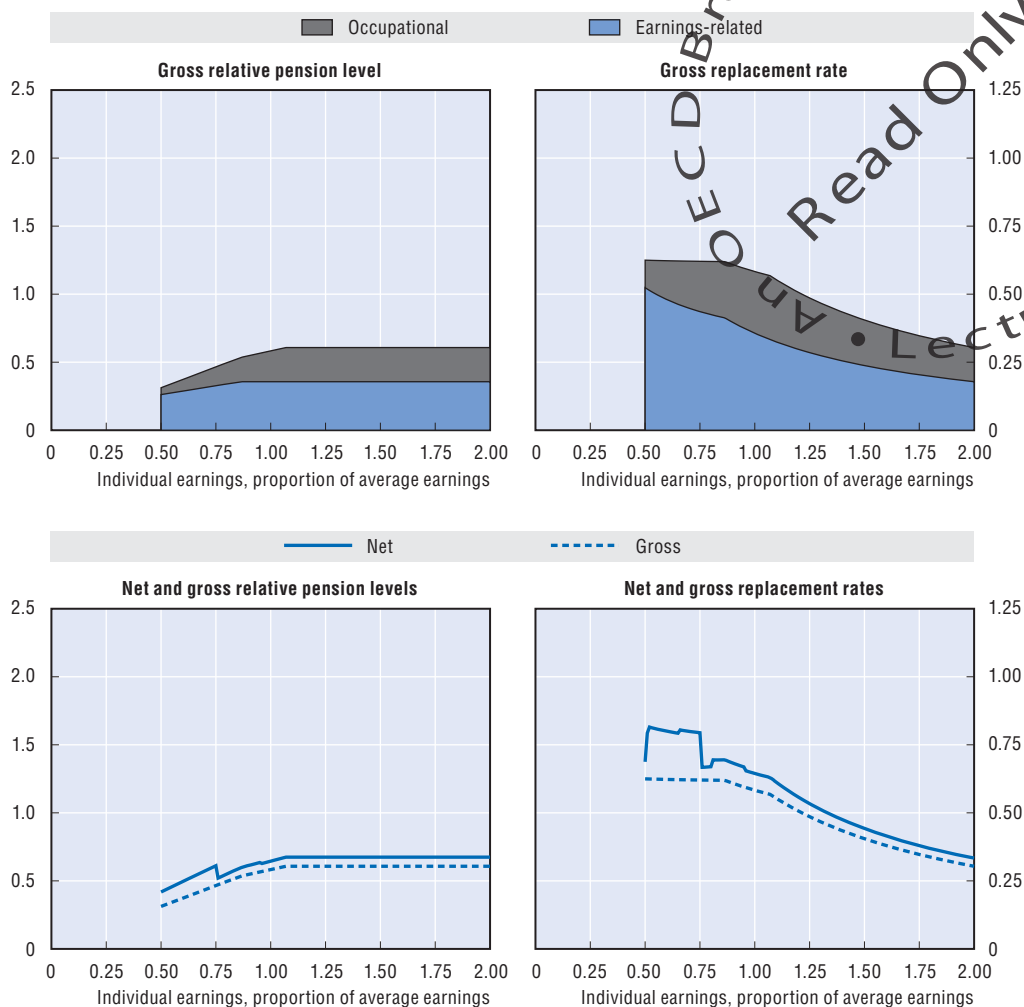 Occupational Earnings-related
Gross relative pension level
2.5
2.0
1.5
1.0
0.5
0
0 0.25 0.50 0.75 1.00 1.25 1.50 1.75 2.00
Individual earnings, proportion of average earnings
Gross replacement rate
1.25
1.00
0.75
0.50
0.25
0
0 0.25 0.50 0.75 1.00 1.25 1.50 1.75 2.00
Individual earnings, proportion of average earnings
An OECD Br
Read Only
• Lect
Net Gross
Net and gross relative pension levels
2.5
2.0
1.5
1.0
0.5
0
0 0.25 0.50 0.75 1.00 1.25 1.50 1.75 2.00
Individual earnings, proportion of average earnings
Net and gross replacement rates
1.25
1.00
0.75
0.50
0.25
0
0 0.25 0.50 0.75 1.00 1.25 1.50 1.75 2.00
Individual earnings, proportion of average earnings